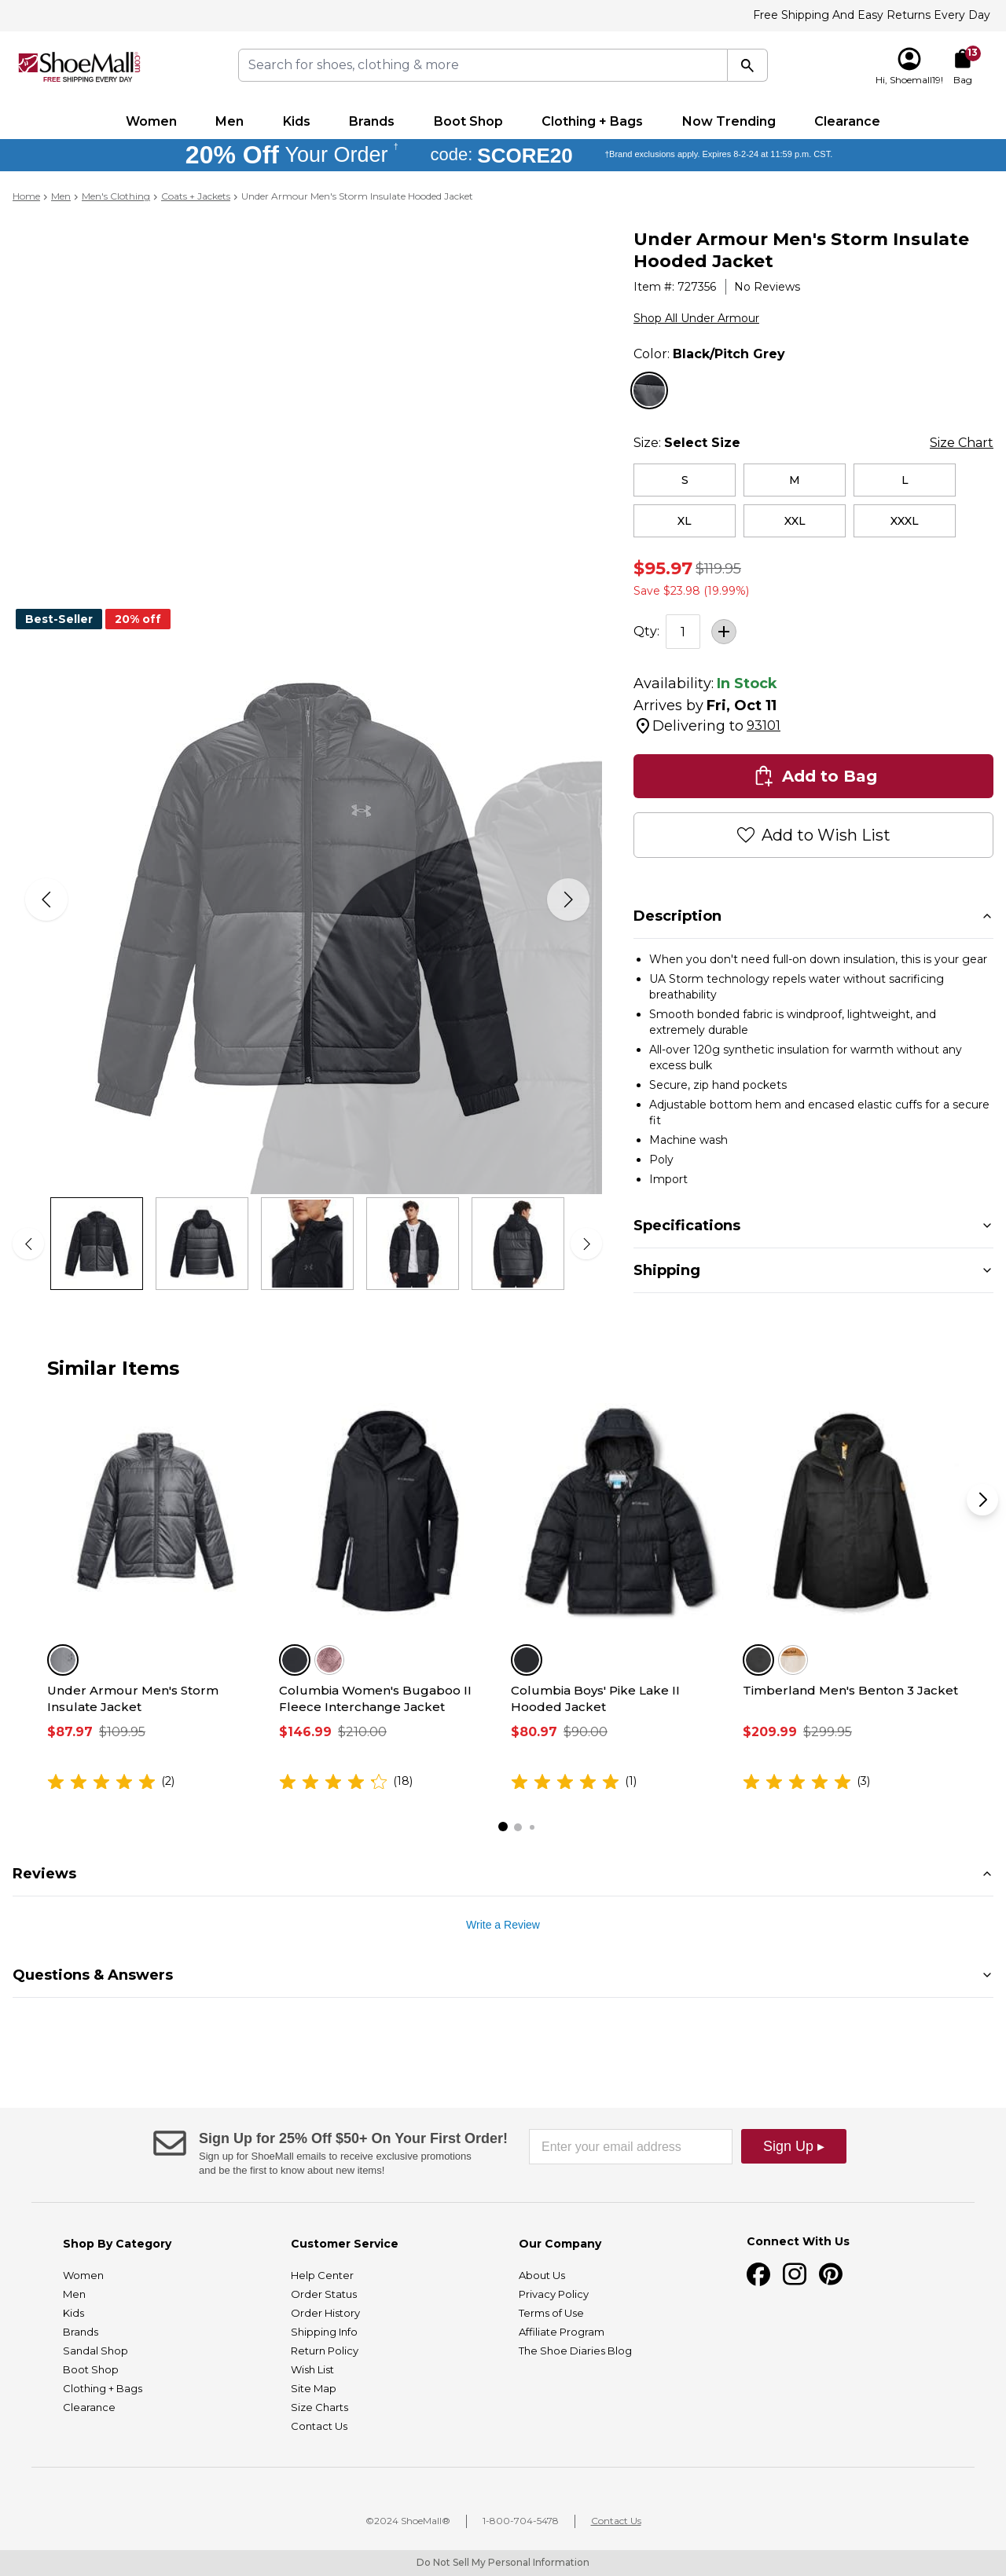 Free Shipping And Easy Returns Every Day
ShoeMall.com
FREE SHIPPING EVERY DAY
Search for shoes, clothing & more
Hi, Shoemall19!
13
Bag
Women Men Kids Brands Boot Shop Clothing + Bags Now Trending Clearance
20% Off Your Order † code: SCORE20 †Brand exclusions apply. Expires 8-2-24 at 11:59 p.m. CST.
Home > Men > Men's Clothing > Coats + Jackets > Under Armour Men's Storm Insulate Hooded Jacket
Best-Seller 20% off
Under Armour Men's Storm Insulate
Hooded Jacket
Item #: 727356 No Reviews
Shop All Under Armour
Color: Black/Pitch Grey
Size: Select Size Size Chart
S M L
XL XXL XXXL
$95.97 $119.95
Save $23.98 (19.99%)
Qty: 1
Availability: In Stock
Arrives by Fri, Oct 11
Delivering to 93101
Add to Bag
Add to Wish List
Description
• When you don't need full-on down insulation, this is your gear
• UA Storm technology repels water without sacrificing
breathability
• Smooth bonded fabric is windproof, lightweight, and
extremely durable
• All-over 120g synthetic insulation for warmth without any
excess bulk
• Secure, zip hand pockets
• Adjustable bottom hem and encased elastic cuffs for a secure
fit
• Machine wash
• Poly
• Import
Specifications
Shipping
Similar Items
Under Armour Men's Storm
Insulate Jacket
$87.97 $109.95
(2)
Columbia Women's Bugaboo II
Fleece Interchange Jacket
$146.99 $210.00
(18)
Columbia Boys' Pike Lake II
Hooded Jacket
$80.97 $90.00
(1)
Timberland Men's Benton 3 Jacket
$209.99 $299.95
(3)
Reviews
Write a Review
Questions & Answers
Sign Up for 25% Off $50+ On Your First Order!
Sign up for ShoeMall emails to receive exclusive promotions
and be the first to know about new items!
Enter your email address
Sign Up ▸
Shop By Category
Women
Men
Kids
Brands
Sandal Shop
Boot Shop
Clothing + Bags
Clearance
Customer Service
Help Center
Order Status
Order History
Shipping Info
Return Policy
Wish List
Site Map
Size Charts
Contact Us
Our Company
About Us
Privacy Policy
Terms of Use
Affiliate Program
The Shoe Diaries Blog
Connect With Us
©2024 ShoeMall® 1-800-704-5478 Contact Us
Do Not Sell My Personal Information